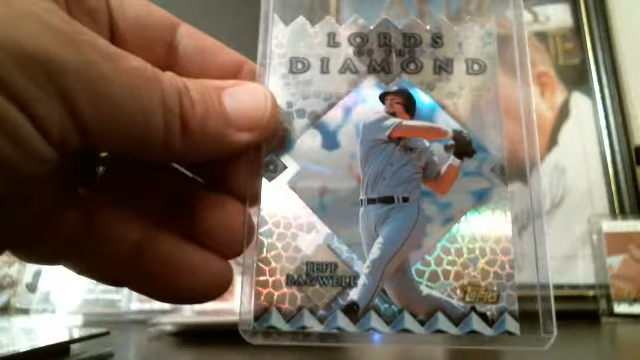 LORDS
OF THE
DIAMOND
JEFF
BAGWELL
Topps